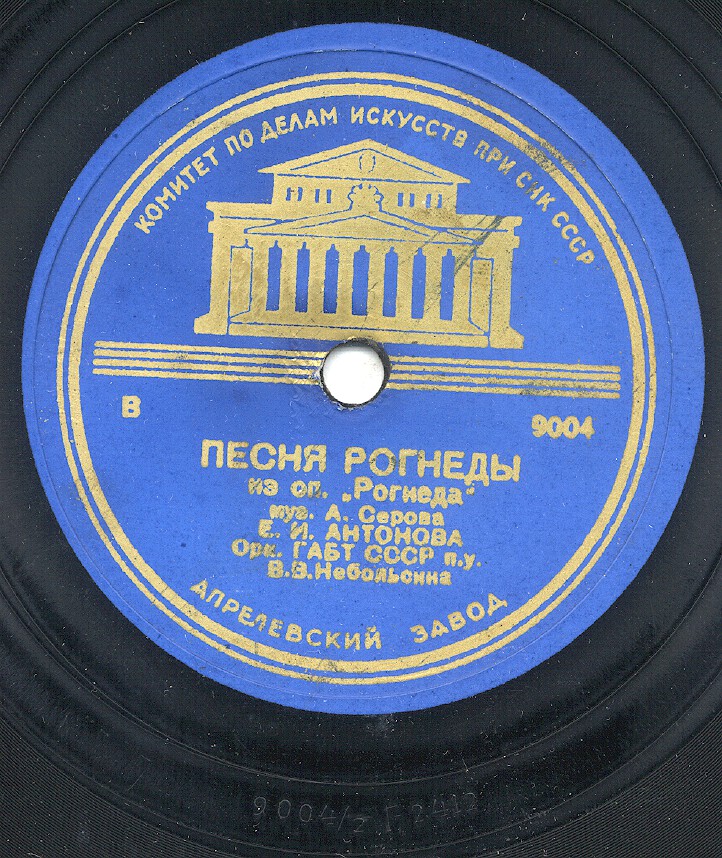 КОМИТЕТ ПО ДЕЛАМ ИСКУССТВ ПРИ СНК СССР
В 9004
ПЕСНЯ РОГНЕДЫ
из оп. „Рогнеда“
муз. А. Серова
Е. И. АНТОНОВА
Орк. ГАБТ СССР п.у.
В.В.Небольсина
АПРЕЛЕВСКИЙ ЗАВОД
9004/2 Г2412